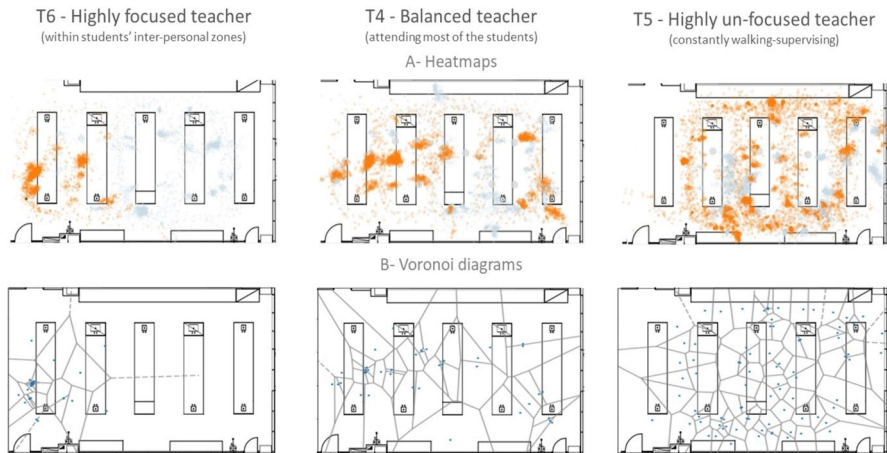 T6 - Highly focused teacher
(within students' inter-personal zones)
T4 - Balanced teacher
(attending most of the students)
T5 - Highly un-focused teacher
(constantly walking-supervising)
A- Heatmaps
B- Voronoi diagrams